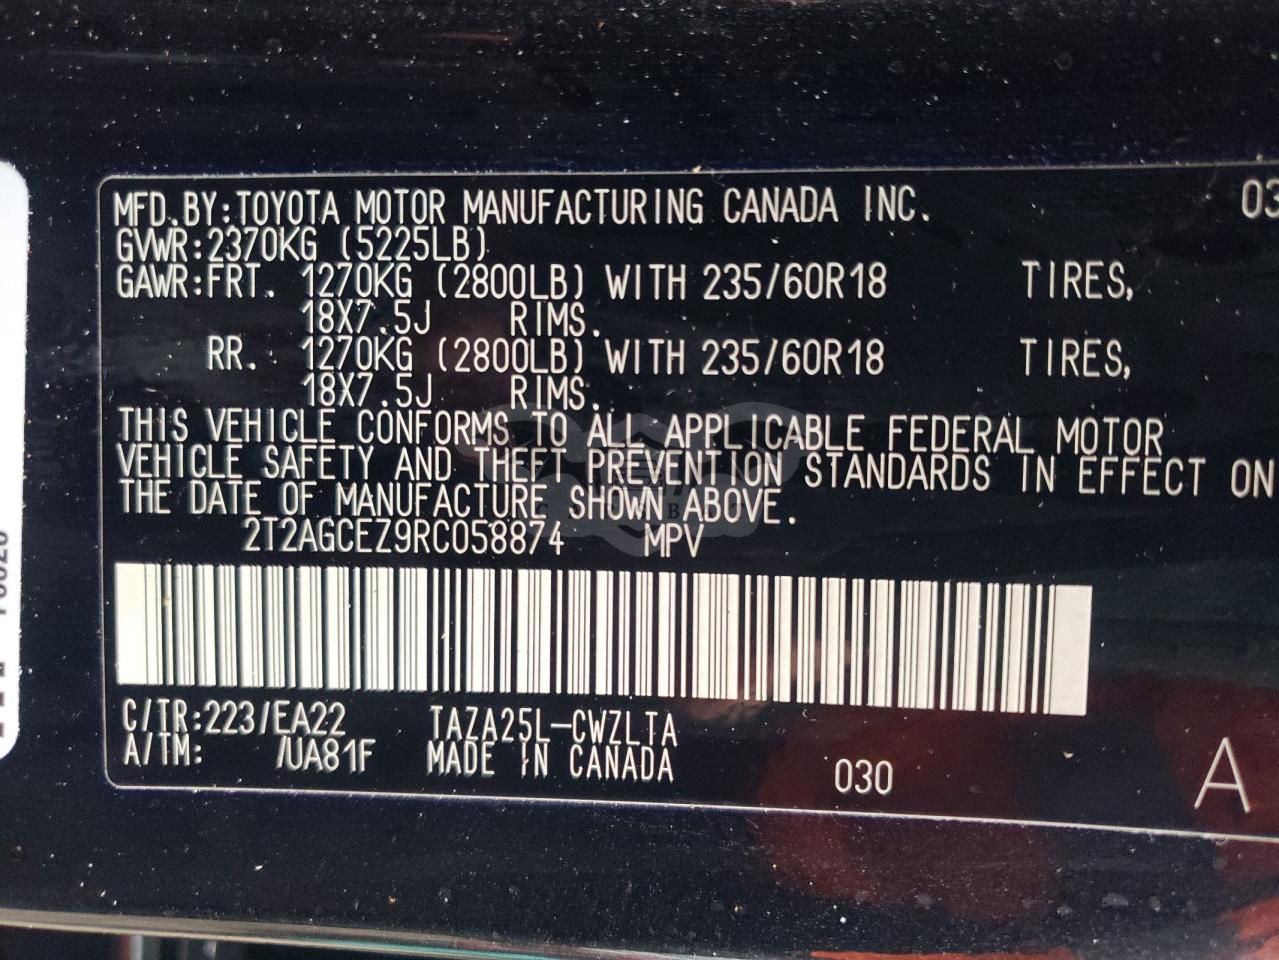 MFD.BY:TOYOTA MOTOR MANUFACTURING CANADA INC. 03
GVWR:2370KG (5225LB)
GAWR:FRT. 1270KG (2800LB) WITH 235/60R18 TIRES,
18X7.5J RIMS.
RR. 1270KG (2800LB) WITH 235/60R18 TIRES,
18X7.5J RIMS.
THIS VEHICLE CONFORMS TO ALL APPLICABLE FEDERAL MOTOR
VEHICLE SAFETY AND THEFT PREVENTION STANDARDS IN EFFECT ON
THE DATE OF MANUFACTURE SHOWN ABOVE.
2T2AGCEZ9RC058874 MPV
C/TR:223/EA22 TAZA25L-CWZLTA
A/TM: /UA81F MADE IN CANADA 030 A